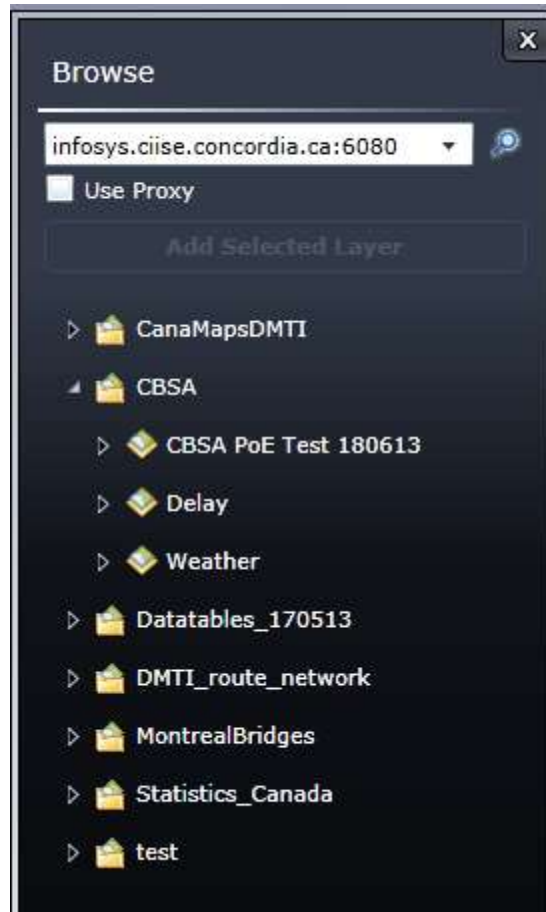 X
Browse
infosys.ciise.concordia.ca:6080
Use Proxy
Add Selected Layer
CanaMapsDMTI
CBSA
CBSA PoE Test 180613
Delay
Weather
Datatables_170513
DMTI_route_network
MontrealBridges
Statistics_Canada
test